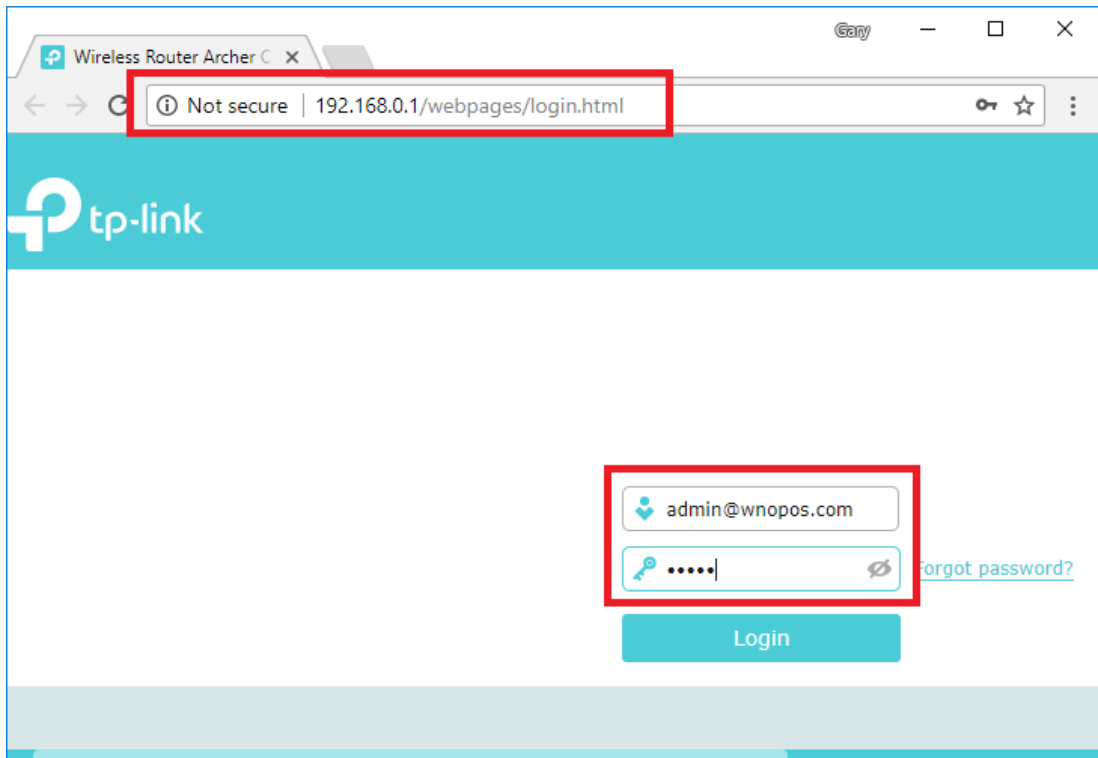 Gary
Wireless Router Archer C
Not secure | 192.168.0.1/webpages/login.html
tp-link
admin@wnopos.com
•••••
Forgot password?
Login